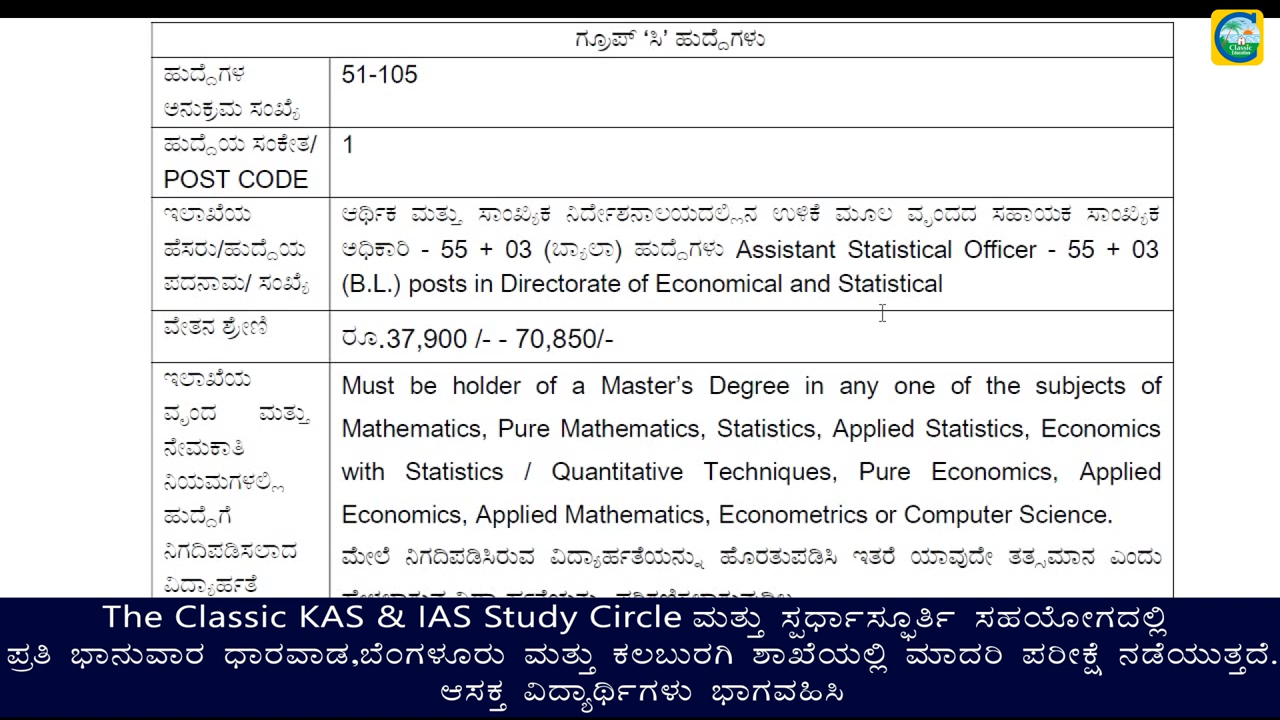 ಗ್ರೂಪ್ ‘ಸಿ’ ಹುದ್ದೆಗಳು
ಹುದ್ದೆಗಳ
ಅನುಕ್ರಮ ಸಂಖ್ಯೆ
51-105
ಹುದ್ದೆಯ ಸಂಕೇತ/
POST CODE
1
ಇಲಾಖೆಯ
ಹೆಸರು/ಹುದ್ದೆಯ
ಪದನಾಮ/ ಸಂಖ್ಯೆ
ಆರ್ಥಿಕ ಮತ್ತು ಸಾಂಖ್ಯಿಕ ನಿರ್ದೇಶನಾಲಯದಲ್ಲಿನ ಉಳಿಕೆ ಮೂಲ ವೃಂದದ ಸಹಾಯಕ ಸಾಂಖ್ಯಿಕ
ಅಧಿಕಾರಿ - 55 + 03 (ಬ್ಯಾಲಾ) ಹುದ್ದೆಗಳು Assistant Statistical Officer - 55 + 03
(B.L.) posts in Directorate of Economical and Statistical
ವೇತನ ಶ್ರೇಣಿ
ರೂ.37,900 /- - 70,850/-
ಇಲಾಖೆಯ
ವೃಂದ ಮತ್ತು
ನೇಮಕಾತಿ
ನಿಯಮಗಳಲ್ಲಿ
ಹುದ್ದೆಗೆ
ನಿಗದಿಪಡಿಸಲಾದ
ವಿದ್ಯಾರ್ಹತೆ
Must be holder of a Master’s Degree in any one of the subjects of
Mathematics, Pure Mathematics, Statistics, Applied Statistics, Economics
with Statistics / Quantitative Techniques, Pure Economics, Applied
Economics, Applied Mathematics, Econometrics or Computer Science.
ಮೇಲೆ ನಿಗದಿಪಡಿಸಿರುವ ವಿದ್ಯಾರ್ಹತೆಯನ್ನು ಹೊರತುಪಡಿಸಿ ಇತರೆ ಯಾವುದೇ ತತ್ಸಮಾನ ಎಂದು
The Classic KAS & IAS Study Circle ಮತ್ತು ಸ್ಪರ್ಧಾಸ್ಫೂರ್ತಿ ಸಹಯೋಗದಲ್ಲಿ
ಪ್ರತಿ ಭಾನುವಾರ ಧಾರವಾಡ,ಬೆಂಗಳೂರು ಮತ್ತು ಕಲಬುರಗಿ ಶಾಖೆಯಲ್ಲಿ ಮಾದರಿ ಪರೀಕ್ಷೆ ನಡೆಯುತ್ತದೆ.
ಆಸಕ್ತ ವಿದ್ಯಾರ್ಥಿಗಳು ಭಾಗವಹಿಸಿ
Classic
Education